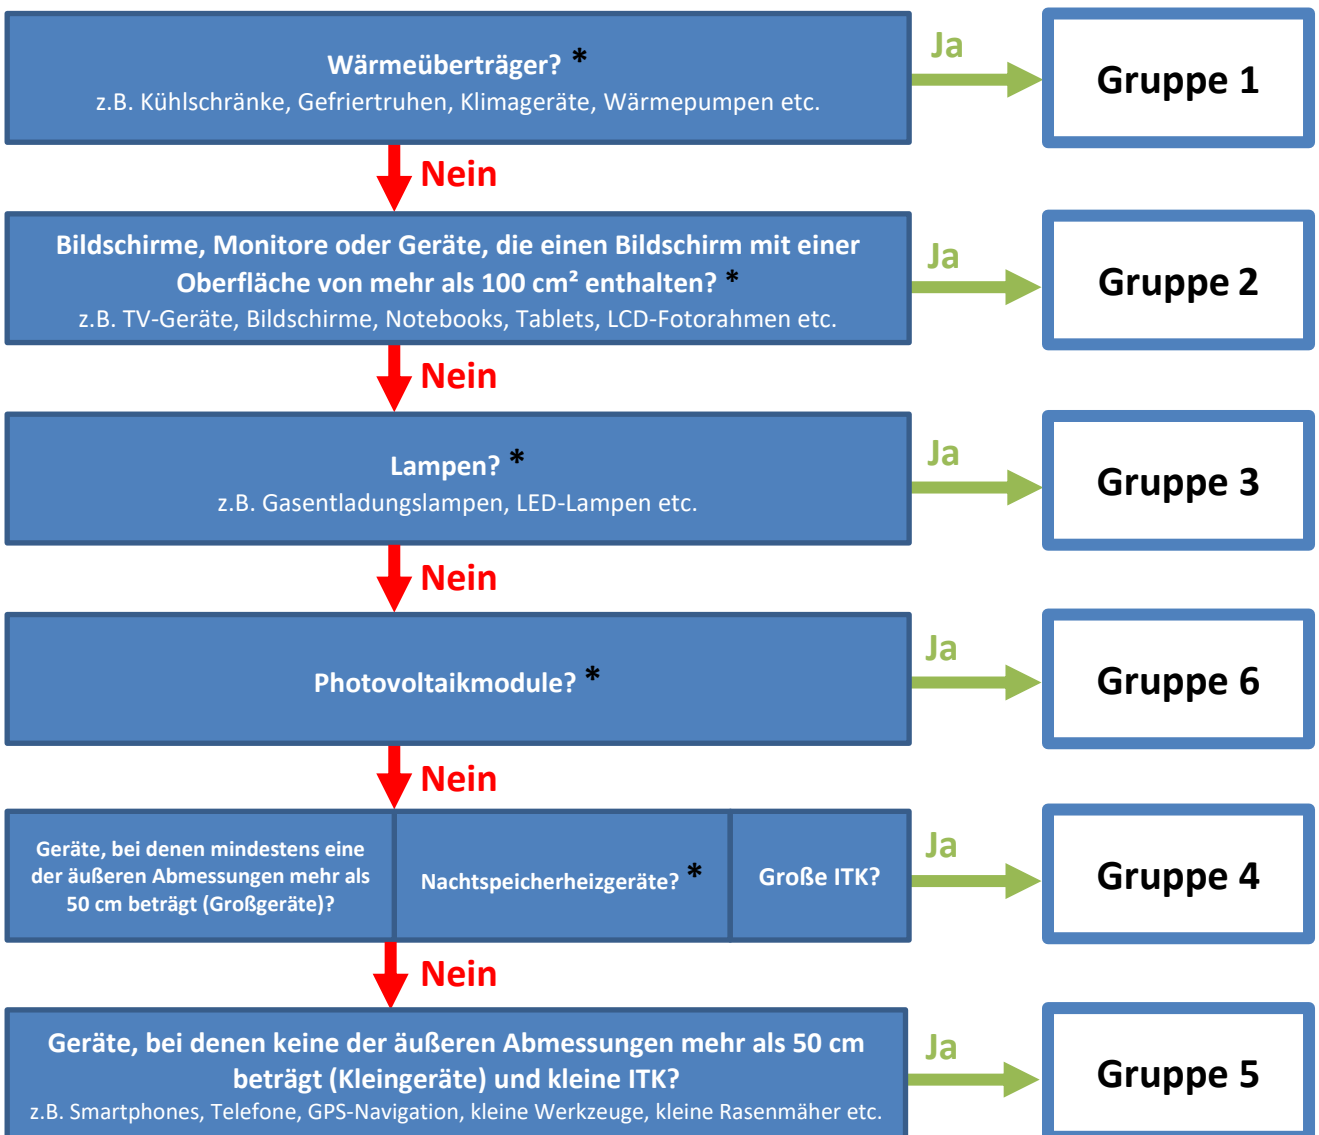 Wärmeüberträger? *
z.B. Kühlschränke, Gefriertruhen, Klimageräte, Wärmepumpen etc.
Ja
Gruppe 1
Nein
Bildschirme, Monitore oder Geräte, die einen Bildschirm mit einer
Oberfläche von mehr als 100 cm² enthalten? *
z.B. TV-Geräte, Bildschirme, Notebooks, Tablets, LCD-Fotorahmen etc.
Ja
Gruppe 2
Nein
Lampen? *
z.B. Gasentladungslampen, LED-Lampen etc.
Ja
Gruppe 3
Nein
Photovoltaikmodule? *
Ja
Gruppe 6
Nein
Geräte, bei denen mindestens eine
der äußeren Abmessungen mehr als
50 cm beträgt (Großgeräte)?
Nachtspeicherheizgeräte? *
Große ITK?
Ja
Gruppe 4
Nein
Geräte, bei denen keine der äußeren Abmessungen mehr als 50 cm
beträgt (Kleingeräte) und kleine ITK?
z.B. Smartphones, Telefone, GPS-Navigation, kleine Werkzeuge, kleine Rasenmäher etc.
Ja
Gruppe 5